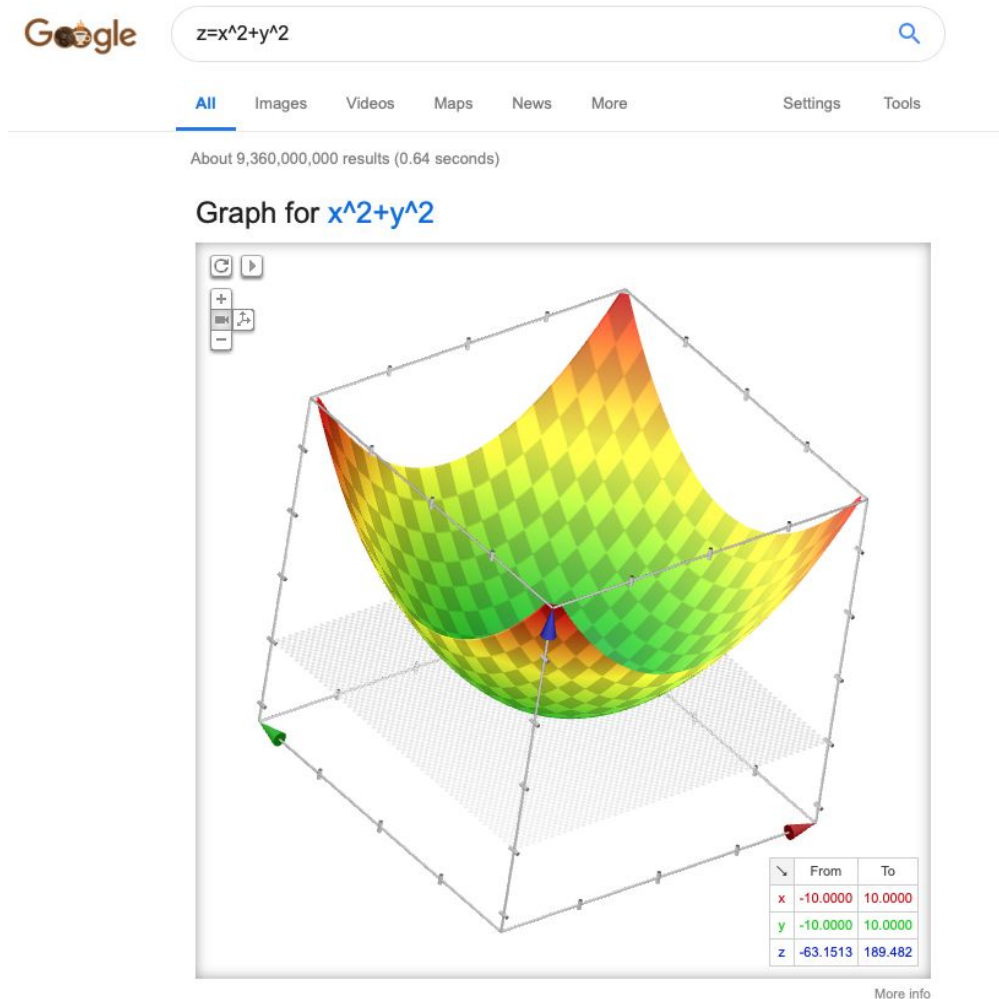 Google z=x^2+y^2
All Images Videos Maps News More Settings Tools
About 9,360,000,000 results (0.64 seconds)
Graph for x^2+y^2
From To
x -10.0000 10.0000
y -10.0000 10.0000
z -63.1513 189.482
More info